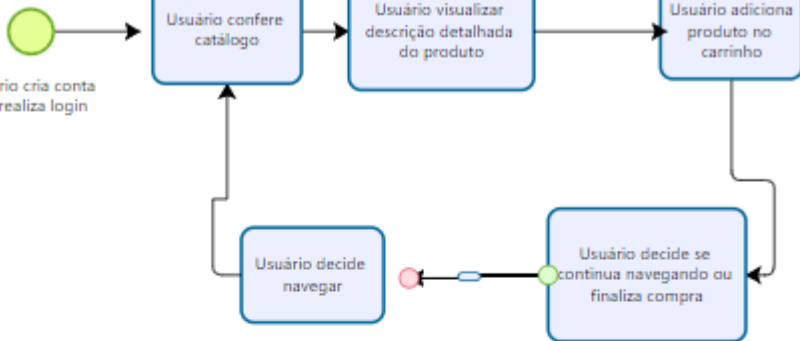 Usuário confere
catálogo
Usuário visualizar
descrição detalhada
do produto
Usuário adiciona
produto no
carrinho
rio cria conta
realiza login
Usuário decide
navegar
Usuário decide se
continua navegando ou
finaliza compra